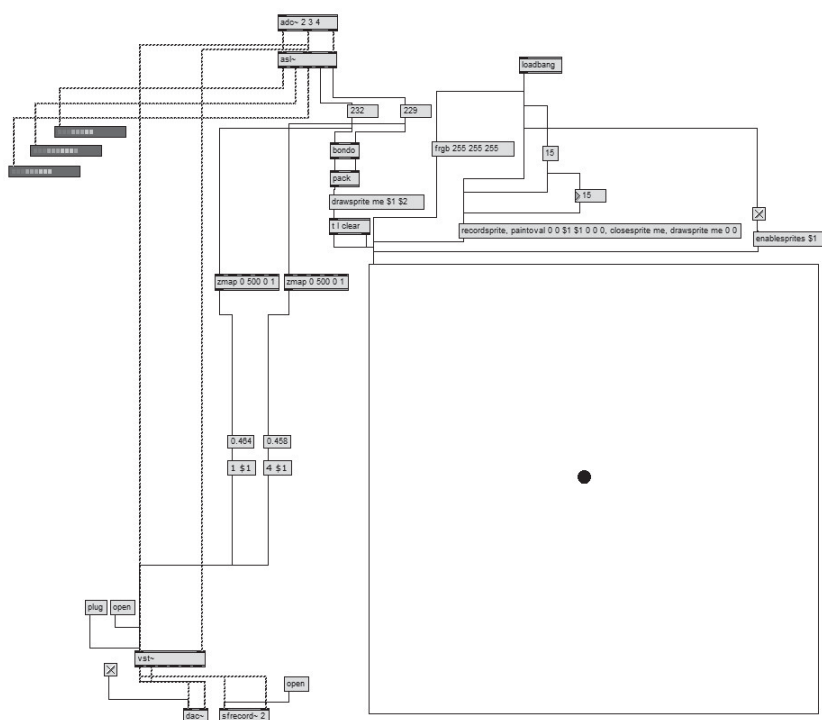 ado~ 2 3 4
asl~
loadbang
232
229
frgb 255 255 255
bondo
15
pack
15
drawsprite me $1 $2
t l clear
recordsprite, paintoval 0 0 $1 $1 0 0 0, closesprite me, drawsprite me 0 0
enablesprites $1
zmap 0 500 0 1
zmap 0 500 0 1
0.464
0.458
1 $1
4 $1
plug
open
vst~
open
dac~
sfrecord~ 2